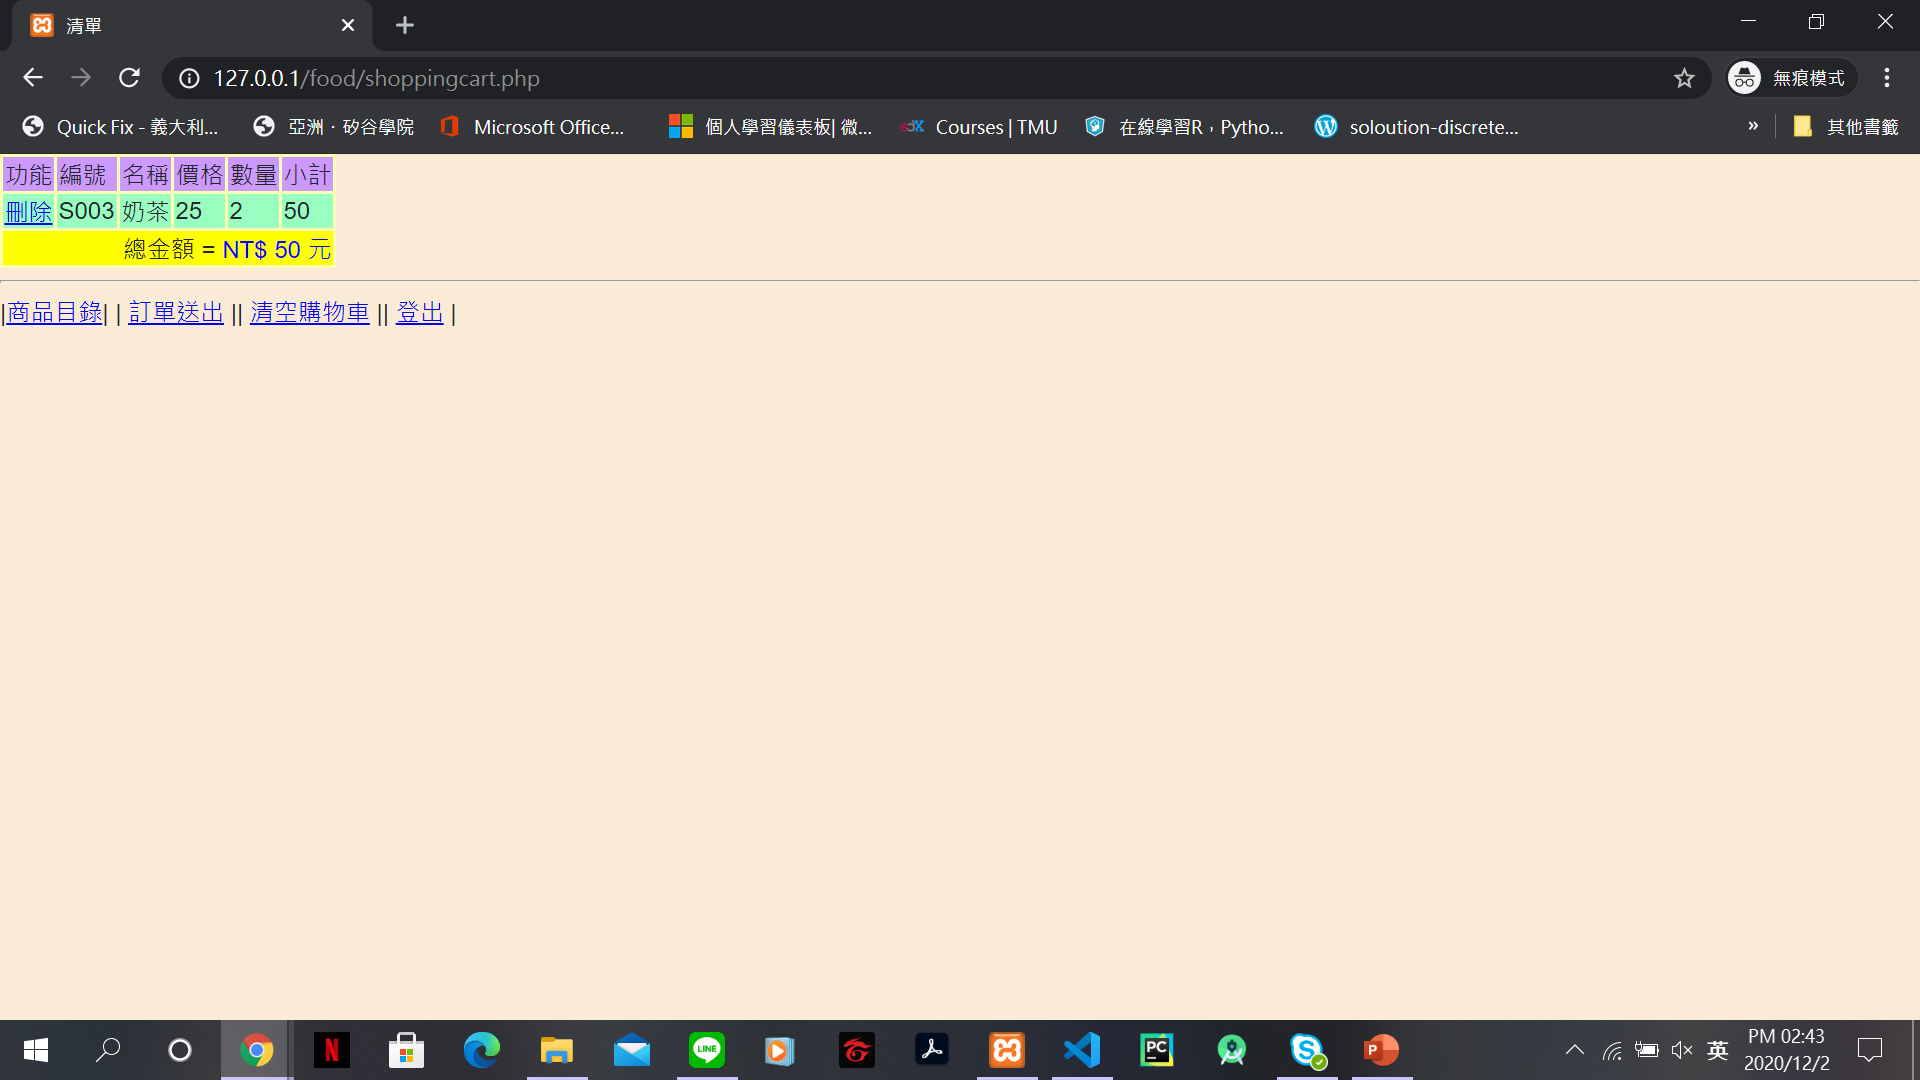 清單
127.0.0.1/food/shoppingcart.php
無痕模式
Quick Fix - 義大利...
亞洲・矽谷學院
Microsoft Office...
個人學習儀表板| 微...
Courses | TMU
在線學習R，Pytho...
soloution-discrete...
»
其他書籤
功能 編號 名稱 價格 數量 小計
刪除 S003 奶茶 25 2 50
總金額 = NT$ 50 元
|商品目錄| | 訂單送出 || 清空購物車 || 登出 |
N
LINE
PC
S
P
英
PM 02:43
2020/12/2